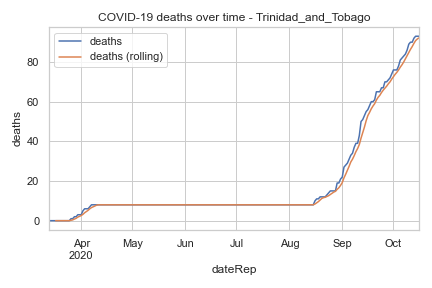 COVID-19 deaths over time - Trinidad_and_Tobago
deaths
deaths (rolling)
deaths
80
60
40
20
0
Apr
2020
May
Jun
Jul
Aug
Sep
Oct
dateRep